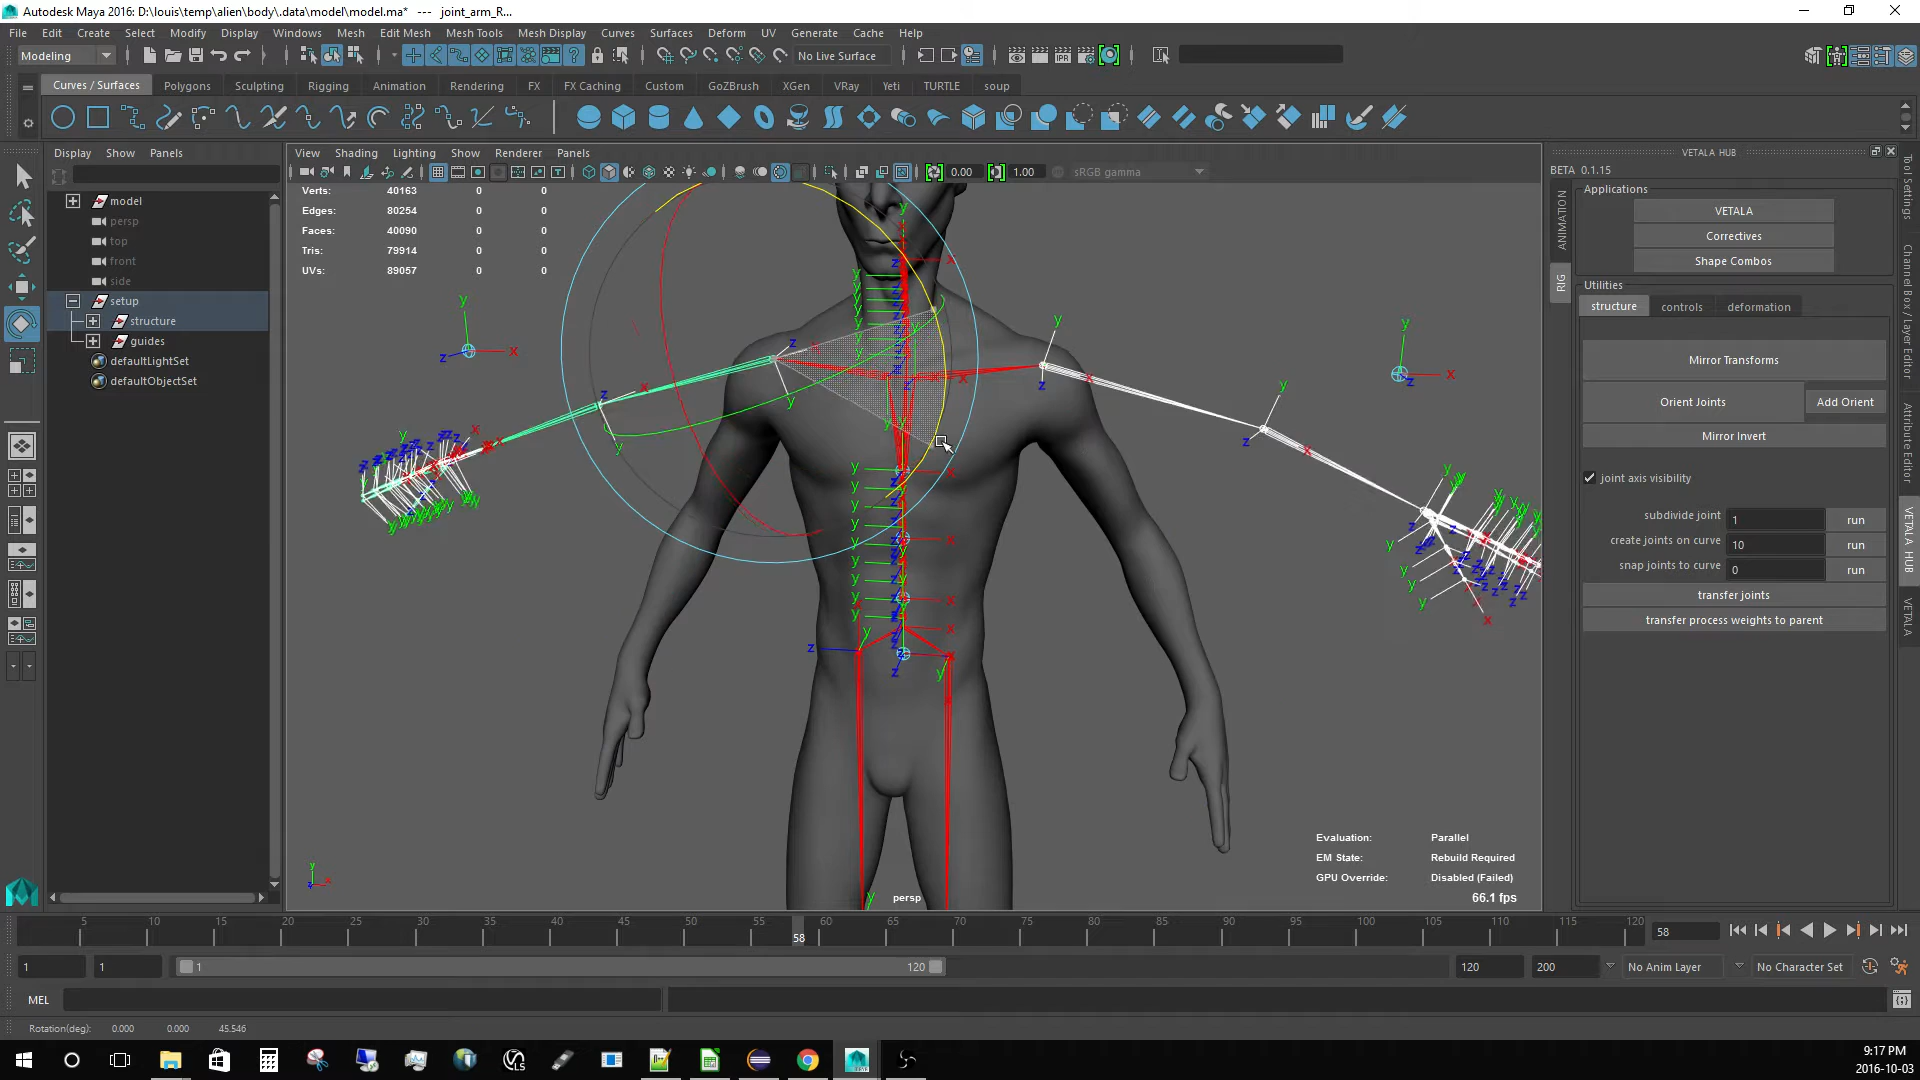 Autodesk Maya 2016: D:\louis\temp\alien\body\.data\model\model.ma*   ---   joint_arm_R...
File Edit Create Select Modify Display Windows Mesh Edit Mesh Mesh Tools Mesh Display Curves Surfaces Deform UV Generate Cache Help
Modeling
No Live Surface
Curves / Surfaces Polygons Sculpting Rigging Animation Rendering FX FX Caching Custom GoZBrush XGen VRay Yeti TURTLE soup
Display Show Panels
model
persp
top
front
side
setup
structure
guides
defaultLightSet
defaultObjectSet
View Shading Lighting Show Renderer Panels
0.00 1.00 sRGB gamma
Verts: 40163 0 0
Edges: 80254 0 0
Faces: 40090 0 0
Tris: 79914 0 0
UVs: 89057 0 0
Evaluation: Parallel
EM State: Rebuild Required
GPU Override: Disabled (Failed)
66.1 fps
persp
VETALA HUB
BETA 0.1.15
Applications
VETALA
Correctives
Shape Combos
Utilities
structure controls deformation
Mirror Transforms
Orient Joints Add Orient
Mirror Invert
joint axis visibility
subdivide joint 1 run
create joints on curve 10 run
snap joints to curve 0 run
transfer joints
transfer process weights to parent
ANIMATION
RIG
Tool Settings
Channel Box / Layer Editor
Attribute Editor
VETALA HUB
VETALA
5 10 15 20 25 30 35 40 45 50 55 60 65 70 75 80 85 90 95 100 105 110 115 120
58
58
1 1 1 120 120 200 No Anim Layer No Character Set
MEL
Rotation(deg): 0.000 0.000 45.546
9:17 PM
2016-10-03